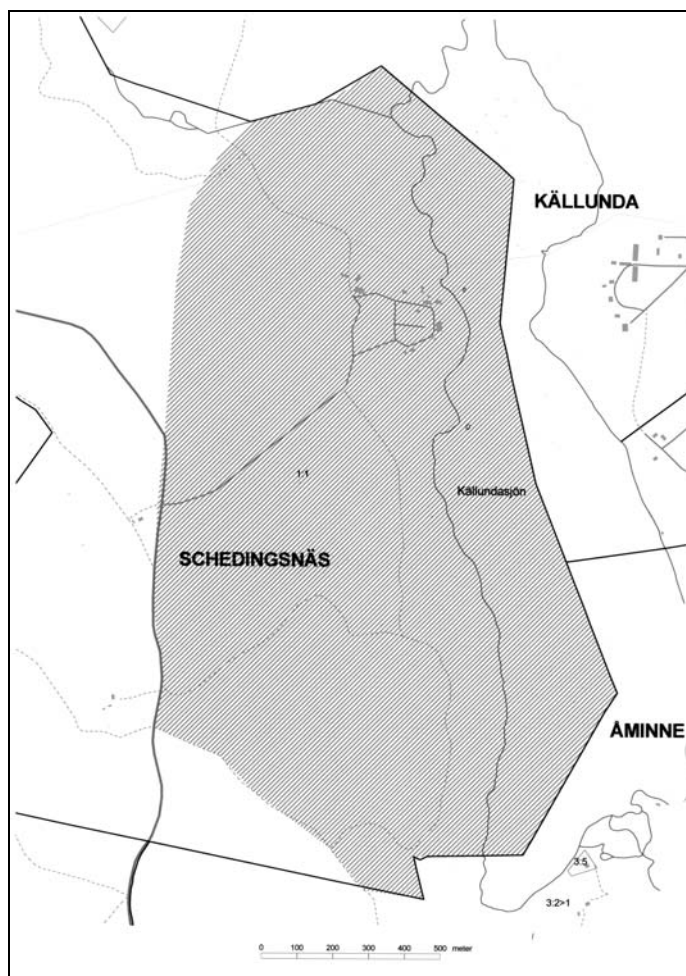 KÄLLUNDA
1:1
Källundasjön
SCHEDINGSNÄS
ÅMINNE
3:5
3:2>1
0 100 200 300 400 500 meter